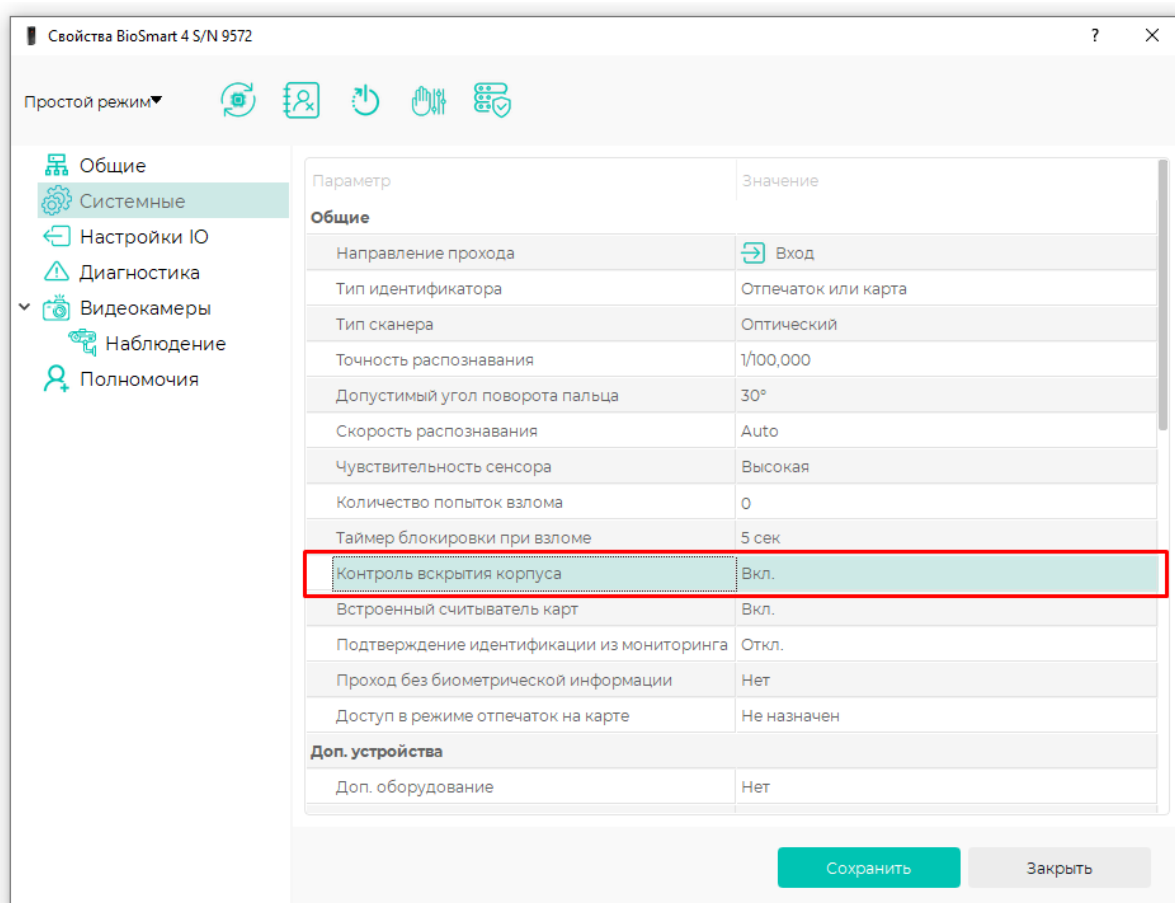 Свойства BioSmart 4 S/N 9572 ?
Простой режим
Общие
Системные
Настройки IO
Диагностика
Видеокамеры
Наблюдение
Полномочия
Параметр Значение
Общие
Направление прохода Вход
Тип идентификатора Отпечаток или карта
Тип сканера Оптический
Точность распознавания 1/100,000
Допустимый угол поворота пальца 30°
Скорость распознавания Auto
Чувствительность сенсора Высокая
Количество попыток взлома 0
Таймер блокировки при взломе 5 сек
Контроль вскрытия корпуса Вкл.
Встроенный считыватель карт Вкл.
Подтверждение идентификации из мониторинга Откл.
Проход без биометрической информации Нет
Доступ в режиме отпечаток на карте Не назначен
Доп. устройства
Доп. оборудование Нет
Сохранить Закрыть